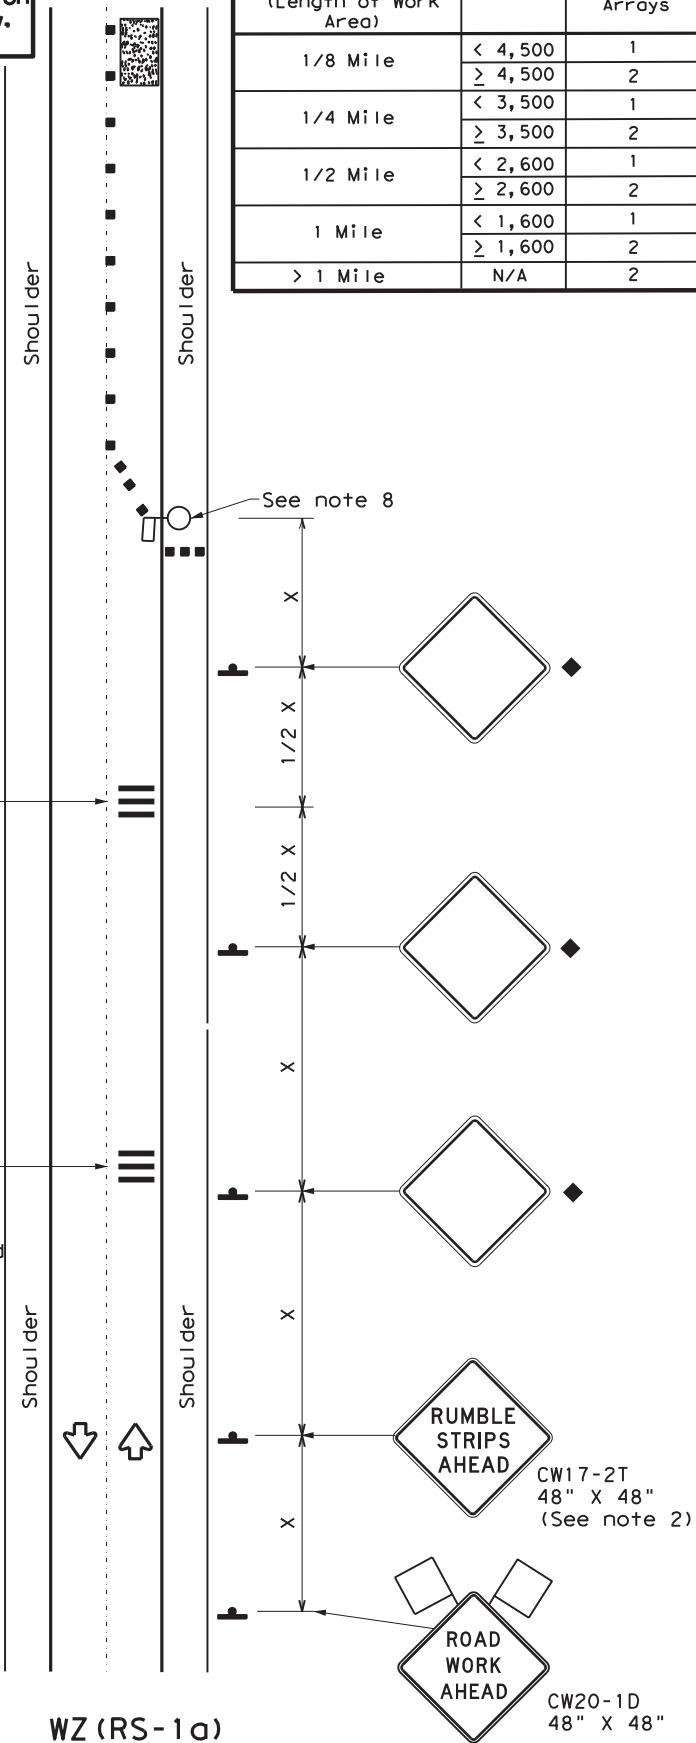 (Length of Work
Area)
Arrays
1/8 Mile
< 4,500
1
≥ 4,500
2
1/4 Mile
< 3,500
1
≥ 3,500
2
1/2 Mile
< 2,600
1
≥ 2,600
2
1 Mile
< 1,600
1
≥ 1,600
2
> 1 Mile
N/A
2
Shoulder
Shoulder
See note 8
X
1/2 X
1/2 X
X
X
Shoulder
Shoulder
RUMBLE
STRIPS
AHEAD
CW17-2T
48" X 48"
(See note 2)
X
ROAD
WORK
AHEAD
CW20-1D
48" X 48"
WZ(RS-1a)